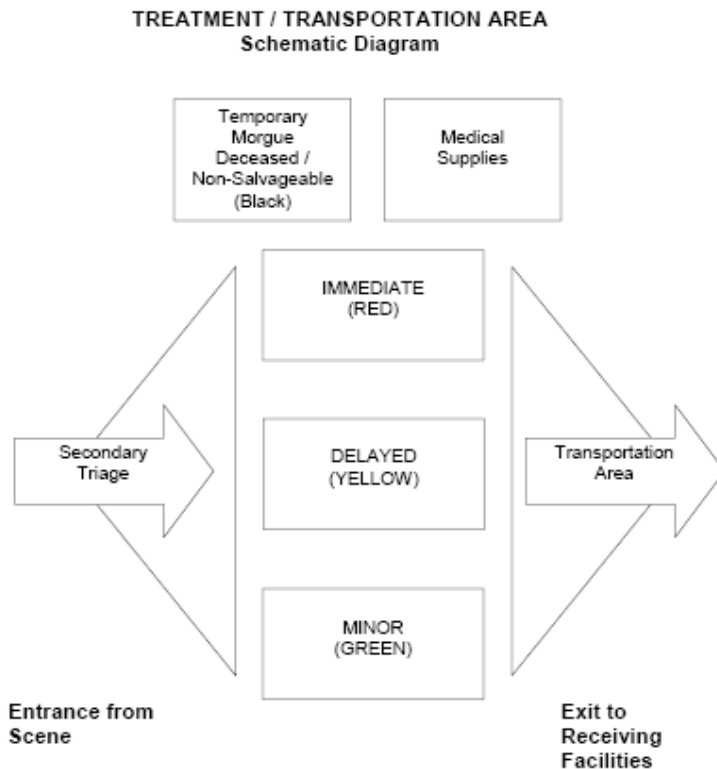 TREATMENT / TRANSPORTATION AREA
Schematic Diagram
Temporary
Morgue
Deceased /
Non-Salvageable
(Black)
Medical
Supplies
IMMEDIATE
(RED)
Secondary
Triage
DELAYED
(YELLOW)
Transportation
Area
MINOR
(GREEN)
Entrance from
Scene
Exit to
Receiving
Facilities